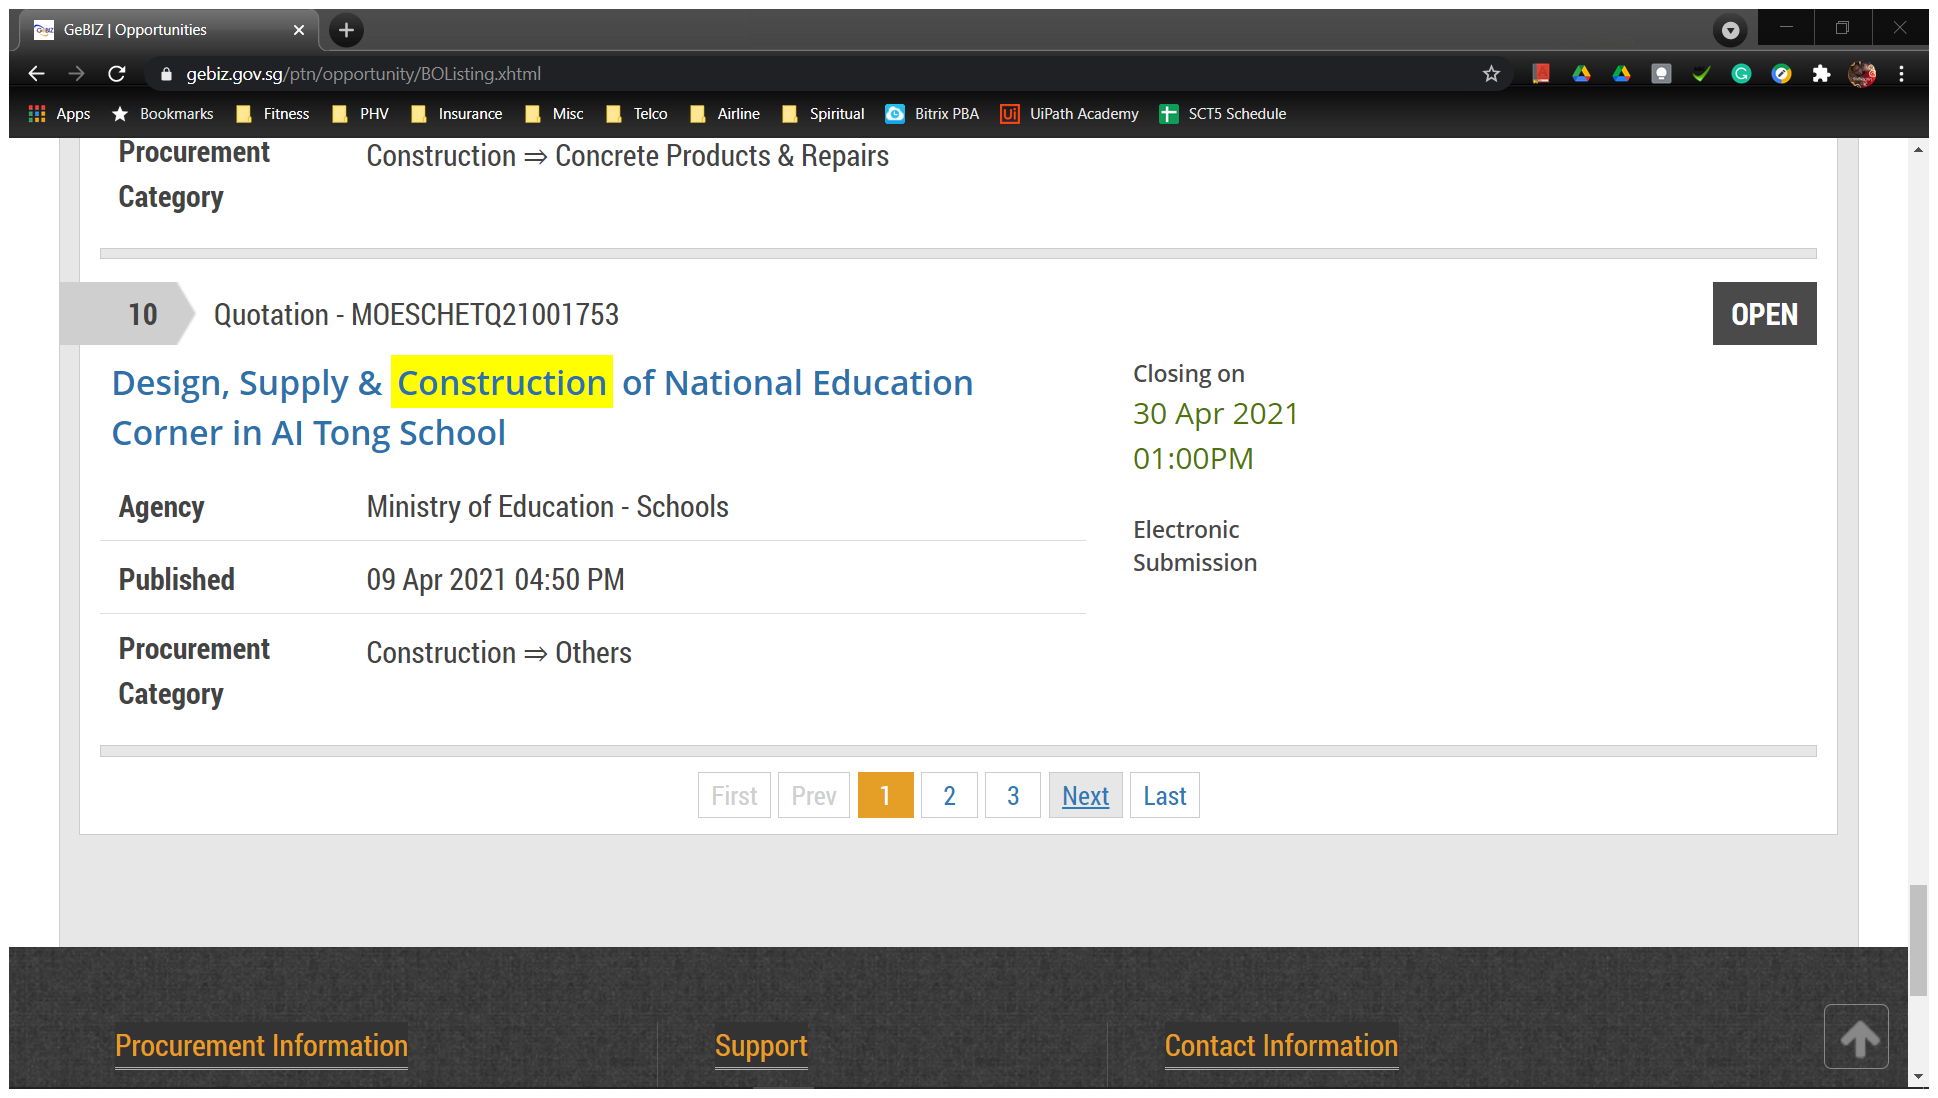 GeBIZ | Opportunities
gebiz.gov.sg/ptn/opportunity/BOListing.xhtml
Apps Bookmarks Fitness PHV Insurance Misc Telco Airline Spiritual Bitrix PBA UiPath Academy SCT5 Schedule
Procurement Category
Construction ⇒ Concrete Products & Repairs
10 Quotation - MOESCHETQ21001753 OPEN
Design, Supply & Construction of National Education
Corner in AI Tong School
Closing on
30 Apr 2021
01:00PM
Electronic
Submission
Agency Ministry of Education - Schools
Published 09 Apr 2021 04:50 PM
Procurement Category
Construction ⇒ Others
First Prev 1 2 3 Next Last
Procurement Information Support Contact Information